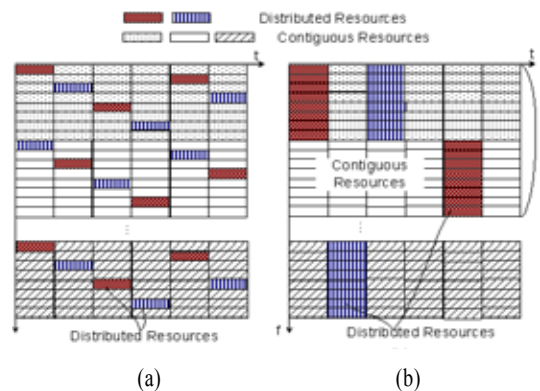 Distributed Resources
Contiguous Resources
t
t
Contiguous
Resources
Distributed Resources
f
Distributed Resources
(a)
(b)